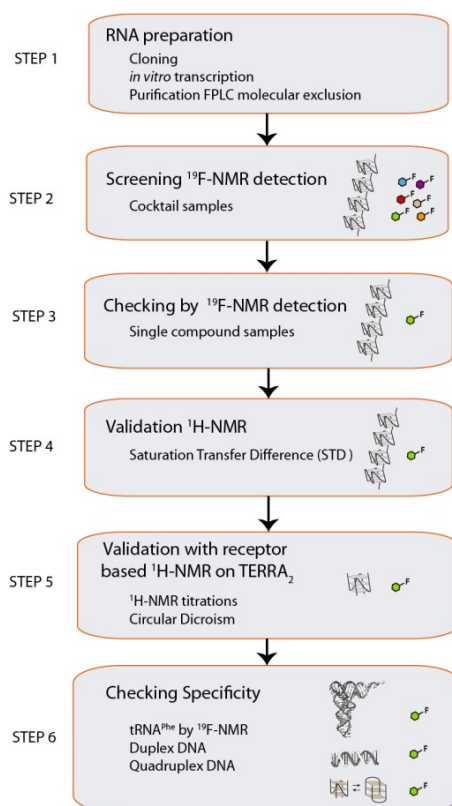 STEP 1
RNA preparation
Cloning
in vitro transcription
Purification FPLC molecular exclusion
STEP 2
Screening ¹⁹F-NMR detection
Cocktail samples
F
F
F
F
F
F
STEP 3
Checking by ¹⁹F-NMR detection
Single compound samples
F
STEP 4
Validation ¹H-NMR
Saturation Transfer Difference (STD )
F
STEP 5
Validation with receptor
based ¹H-NMR on TERRA₂
¹H-NMR titrations
Circular Dicroism
F
STEP 6
Checking Specificity
tRNAᴾʰᵉ by ¹⁹F-NMR
Duplex DNA
Quadruplex DNA
F
F
F